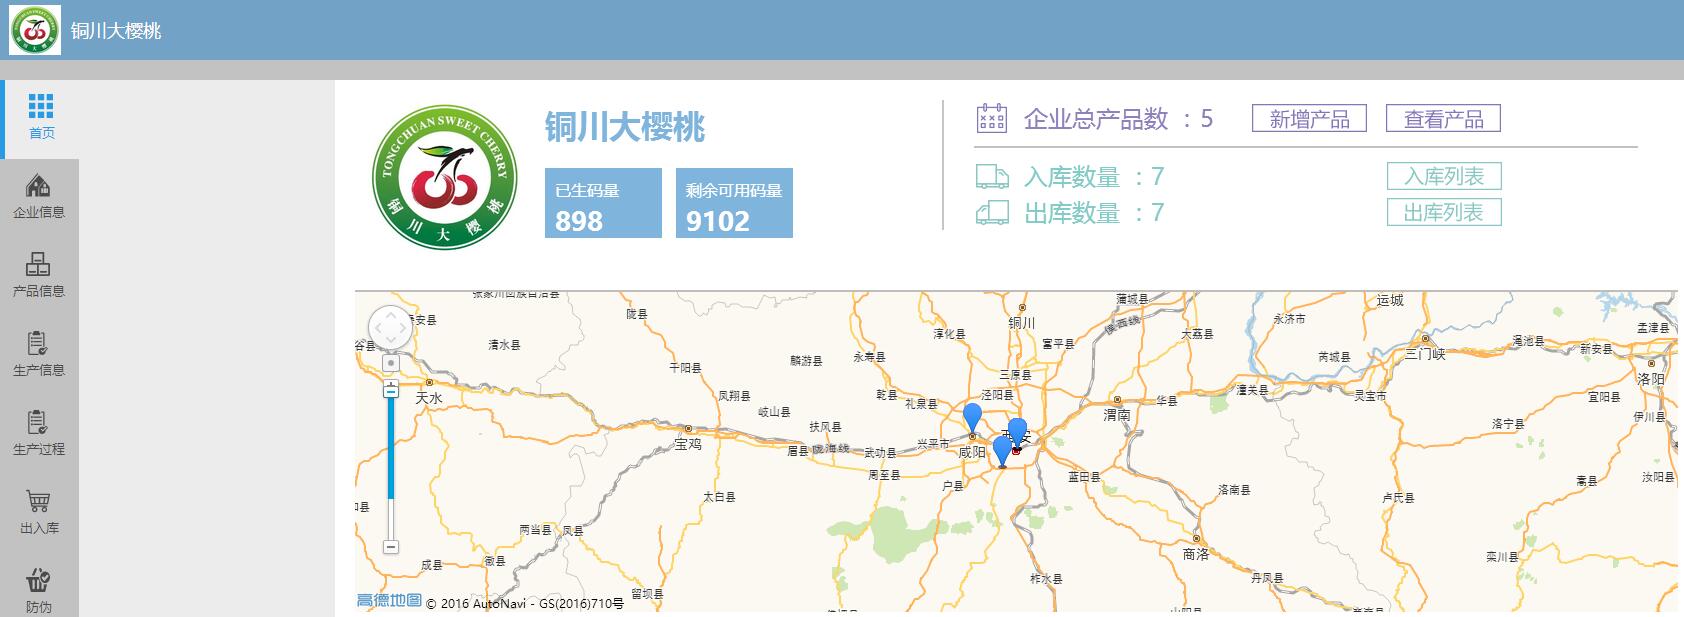 铜川大樱桃
首页
企业信息
产品信息
生产信息
生产过程
出入库
防伪
TONGCHUAN SWEET CHERRY
铜川大樱桃
铜川大樱桃
已生码量
898
剩余可用码量
9102
企业总产品数 : 5
新增产品
查看产品
入库数量 : 7
入库列表
出库数量 : 7
出库列表
张家川回族自治县
陇县
蒲城县
运城
铜川
侯西线
永济市
孟津县
清水县
淳化县
富平县
大荔县
渑池县
新安县
千阳县
麟游县
永寿县
三原县
芮城县
三门峡
洛阳
天水
凤翔县
岐山县
乾县
礼泉县
泾阳县
渭南
华县
潼关县
灵宝市
宜阳县
伊川县
宝鸡
扶风县
眉县
陇海线
武功县
兴平市
咸阳
洛宁县
周至县
户县
蓝田县
洛南县
卢氏县
嵩县
汝阳县
太白县
两当县
凤县
商洛
栾川县
成县
徽县
留坝县
柞水县
丹凤县
高德地图 © 2016 AutoNavi - GS(2016)710号